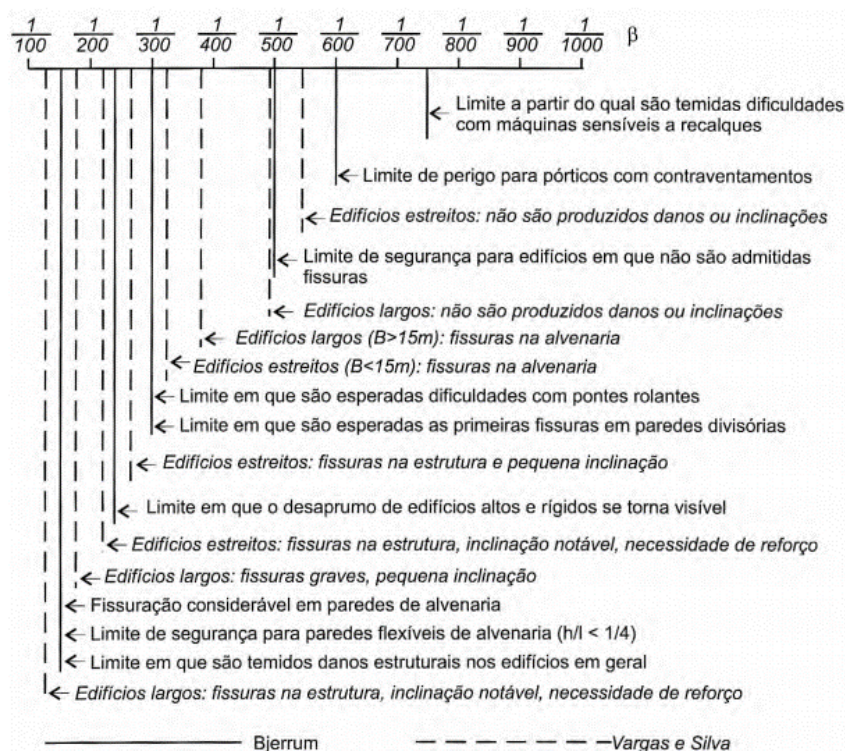 1/100 1/200 1/300 1/400 1/500 1/600 1/700 1/800 1/900 1/1000 β
Limite a partir do qual são temidas dificuldades
com máquinas sensíveis a recalques
Limite de perigo para pórticos com contraventamentos
Edifícios estreitos: não são produzidos danos ou inclinações
Limite de segurança para edifícios em que não são admitidas
fissuras
Edifícios largos: não são produzidos danos ou inclinações
Edifícios largos (B>15m): fissuras na alvenaria
Edifícios estreitos (B<15m): fissuras na alvenaria
Limite em que são esperadas dificuldades com pontes rolantes
Limite em que são esperadas as primeiras fissuras em paredes divisórias
Edifícios estreitos: fissuras na estrutura e pequena inclinação
Limite em que o desaprumo de edifícios altos e rígidos se torna visível
Edifícios estreitos: fissuras na estrutura, inclinação notável, necessidade de reforço
Edifícios largos: fissuras graves, pequena inclinação
Fissuração considerável em paredes de alvenaria
Limite de segurança para paredes flexíveis de alvenaria (h/l < 1/4)
Limite em que são temidos danos estruturais nos edifícios em geral
Edifícios largos: fissuras na estrutura, inclinação notável, necessidade de reforço
Bjerrum Vargas e Silva